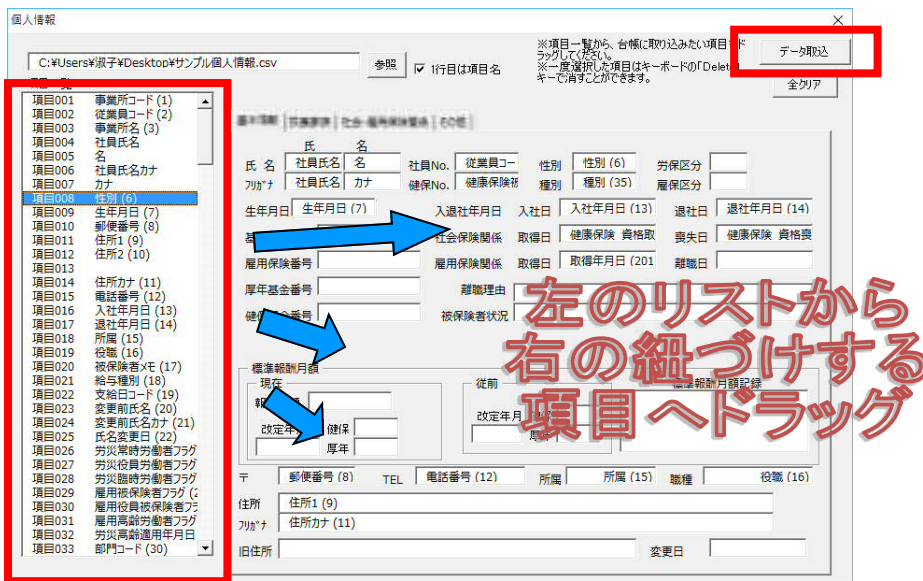 個人情報
C:¥Users¥淑子¥Desktop¥サンプル個人情報.csv
参照
1行目は項目名
※項目一覧から、台帳に取り込みたい項目をド
ラッグしてください。
※一度選択した項目はキーボードの「Delete」
キーで消すことができます。
データ取込
全クリア
項目001 事業所コード (1)
項目002 従業員コード (2)
項目003 事業所名 (3)
項目004 社員氏名
項目005 名
項目006 社員氏名カナ
項目007 カナ
項目008 性別 (6)
項目009 生年月日 (7)
項目010 郵便番号 (8)
項目011 住所1 (9)
項目012 住所2 (10)
項目013
項目014 住所カナ (11)
項目015 電話番号 (12)
項目016 入社年月日 (13)
項目017 退社年月日 (14)
項目018 所属 (15)
項目019 役職 (16)
項目020 被保険者メモ (17)
項目021 給与種別 (18)
項目022 支給日コード (19)
項目023 変更前氏名 (20)
項目024 変更前氏名カナ (21)
項目025 氏名変更日 (22)
項目026 労災常時労働者フラグ
項目027 労災役員労働者フラグ
項目028 労災臨時労働者フラグ
項目029 雇用被保険者フラグ (2
項目030 雇用役員被保険者フラ
項目031 雇用高齢労働者フラグ
項目032 労災高齢適用年月日
項目033 部門コード (30)
基本情報 扶養家族 社会・雇用保険関係 その他
氏 名
氏 名 社員氏名 名 社員No. 従業員コー 性別 性別 (6) 労保区分
フリガナ 社員氏名 カナ 健保No. 健康保険被 種別 種別 (35) 雇保区分
生年月日 生年月日 (7) 入退社年月日 入社日 入社年月日 (13) 退社日 退社年月日 (14)
社会保険関係 取得日 健康保険 資格取 喪失日 健康保険 資格喪
雇用保険番号 雇用保険関係 取得日 取得年月日 (201 離職日
厚年基金番号 離職理由
被保険者状況
左のリストから
右の紐づけする
項目へドラッグ
標準報酬月額
現在 従前 標準報酬月額記録
健保
厚年
〒 郵便番号 (8) TEL 電話番号 (12) 所属 所属 (15) 職種 役職 (16)
住所 住所1 (9)
フリガナ 住所カナ (11)
旧住所 変更日